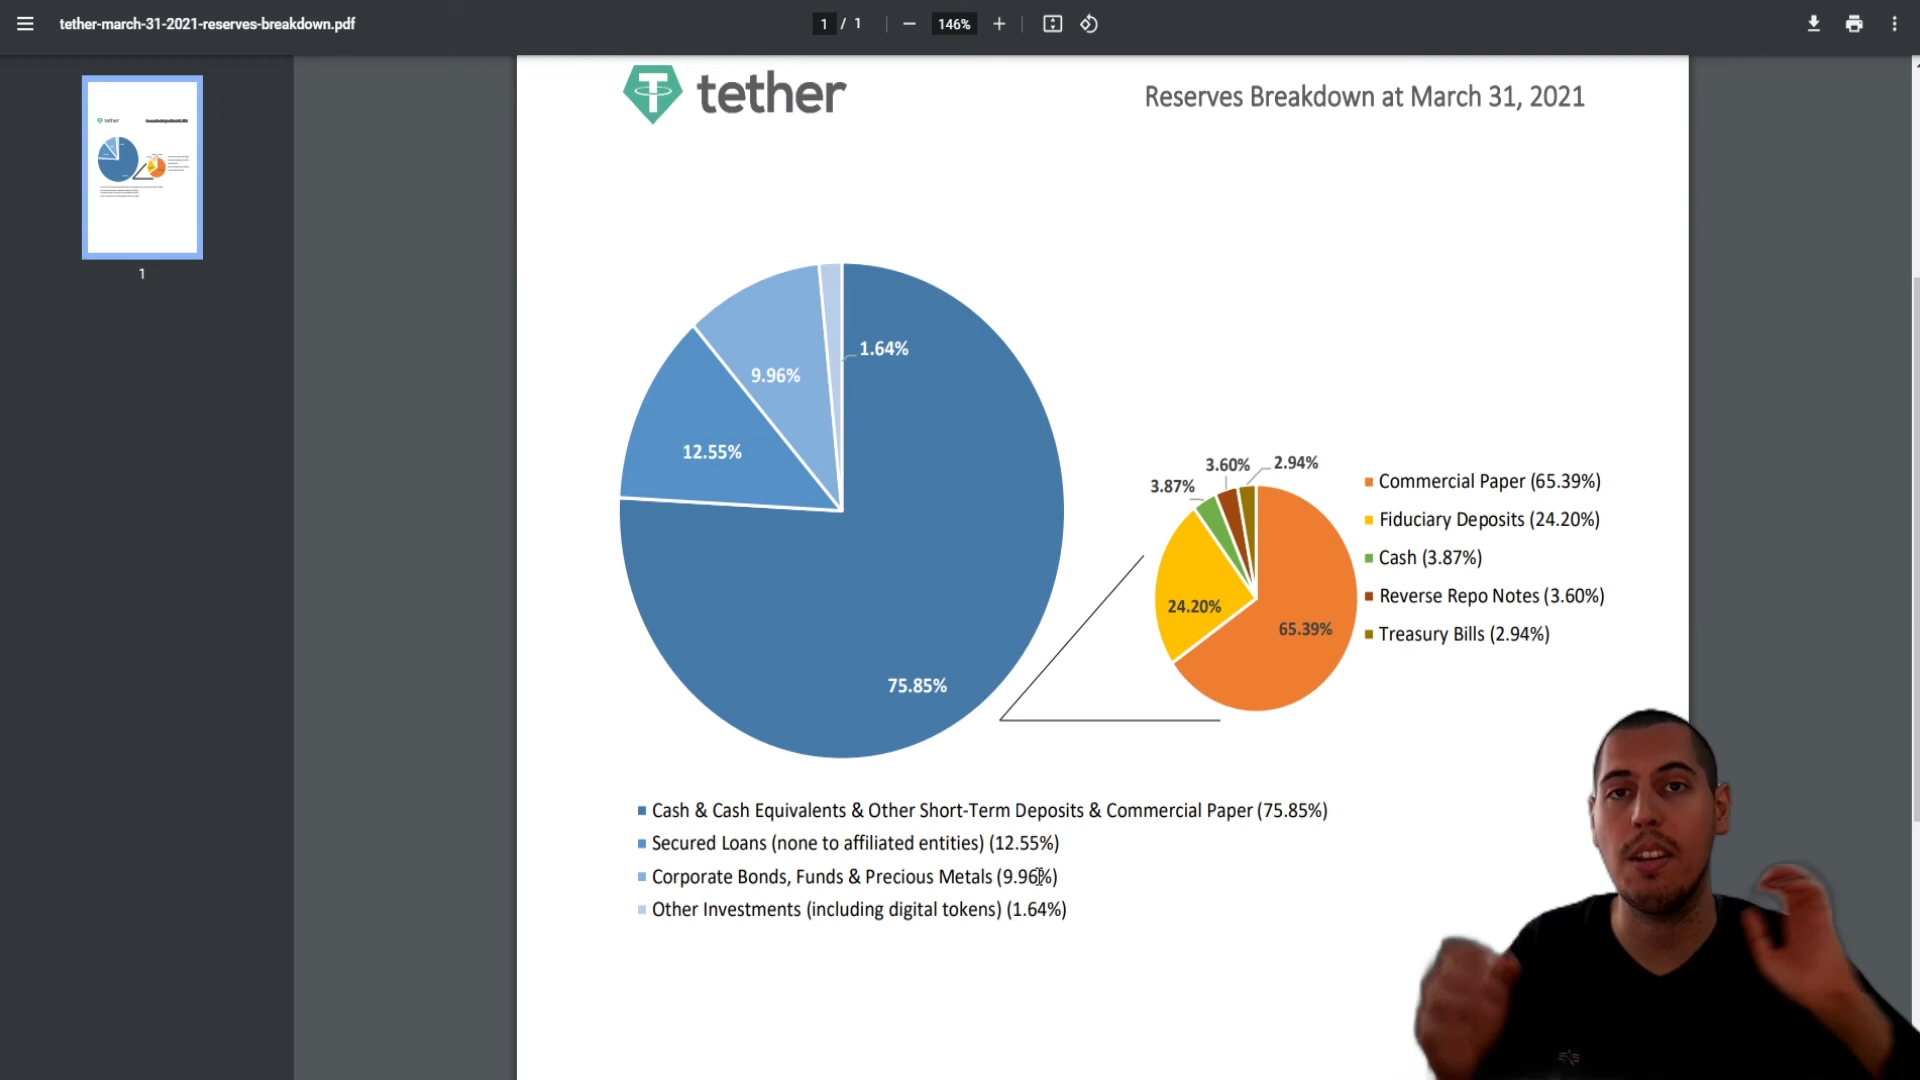 tether-march-31-2021-reserves-breakdown.pdf
1 / 1
146%
1
tether
Reserves Breakdown at March 31, 2021
1.64%
9.96%
12.55%
75.85%
3.87%
3.60%
2.94%
24.20%
65.39%
Commercial Paper (65.39%)
Fiduciary Deposits (24.20%)
Cash (3.87%)
Reverse Repo Notes (3.60%)
Treasury Bills (2.94%)
Cash & Cash Equivalents & Other Short-Term Deposits & Commercial Paper (75.85%)
Secured Loans (none to affiliated entities) (12.55%)
Corporate Bonds, Funds & Precious Metals (9.96%)
Other Investments (including digital tokens) (1.64%)